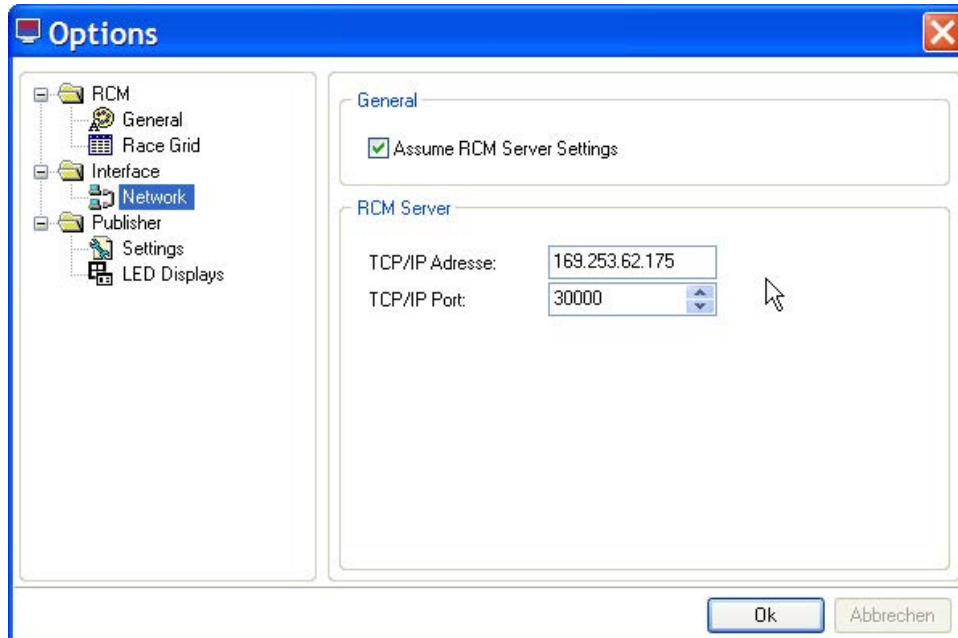 Options
RCM
General
Race Grid
Interface
Network
Publisher
Settings
LED Displays
General
Assume RCM Server Settings
RCM Server
TCP/IP Adresse: 169.253.62.175
TCP/IP Port: 30000
Ok Abbrechen